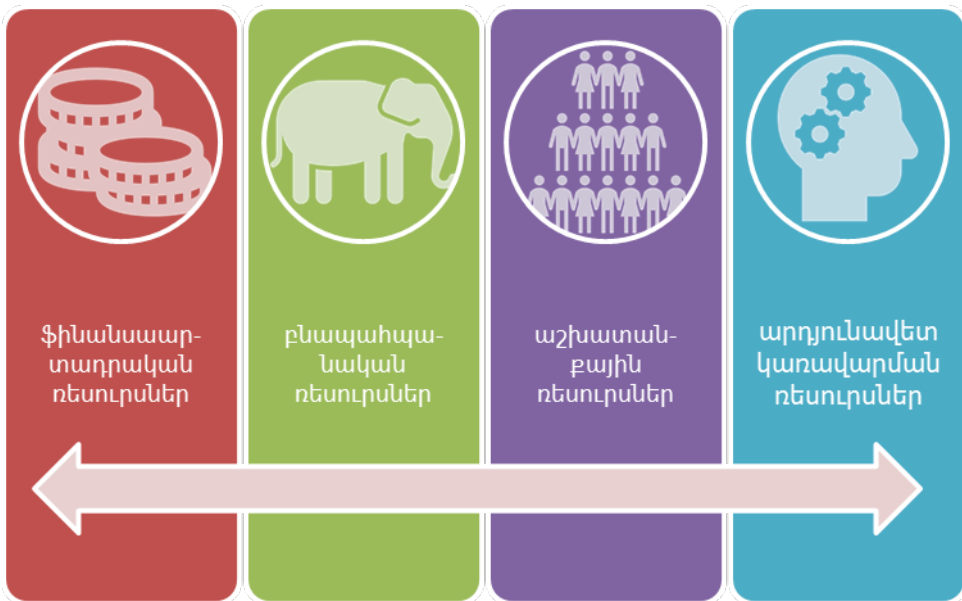 ֆինանսաար-
տադրական
ռեսուրսներ
բնապահպա-
նական
ռեսուրսներ
աշխատան-
քային
ռեսուրսներ
արդյունավետ
կառավարման
ռեսուրսներ